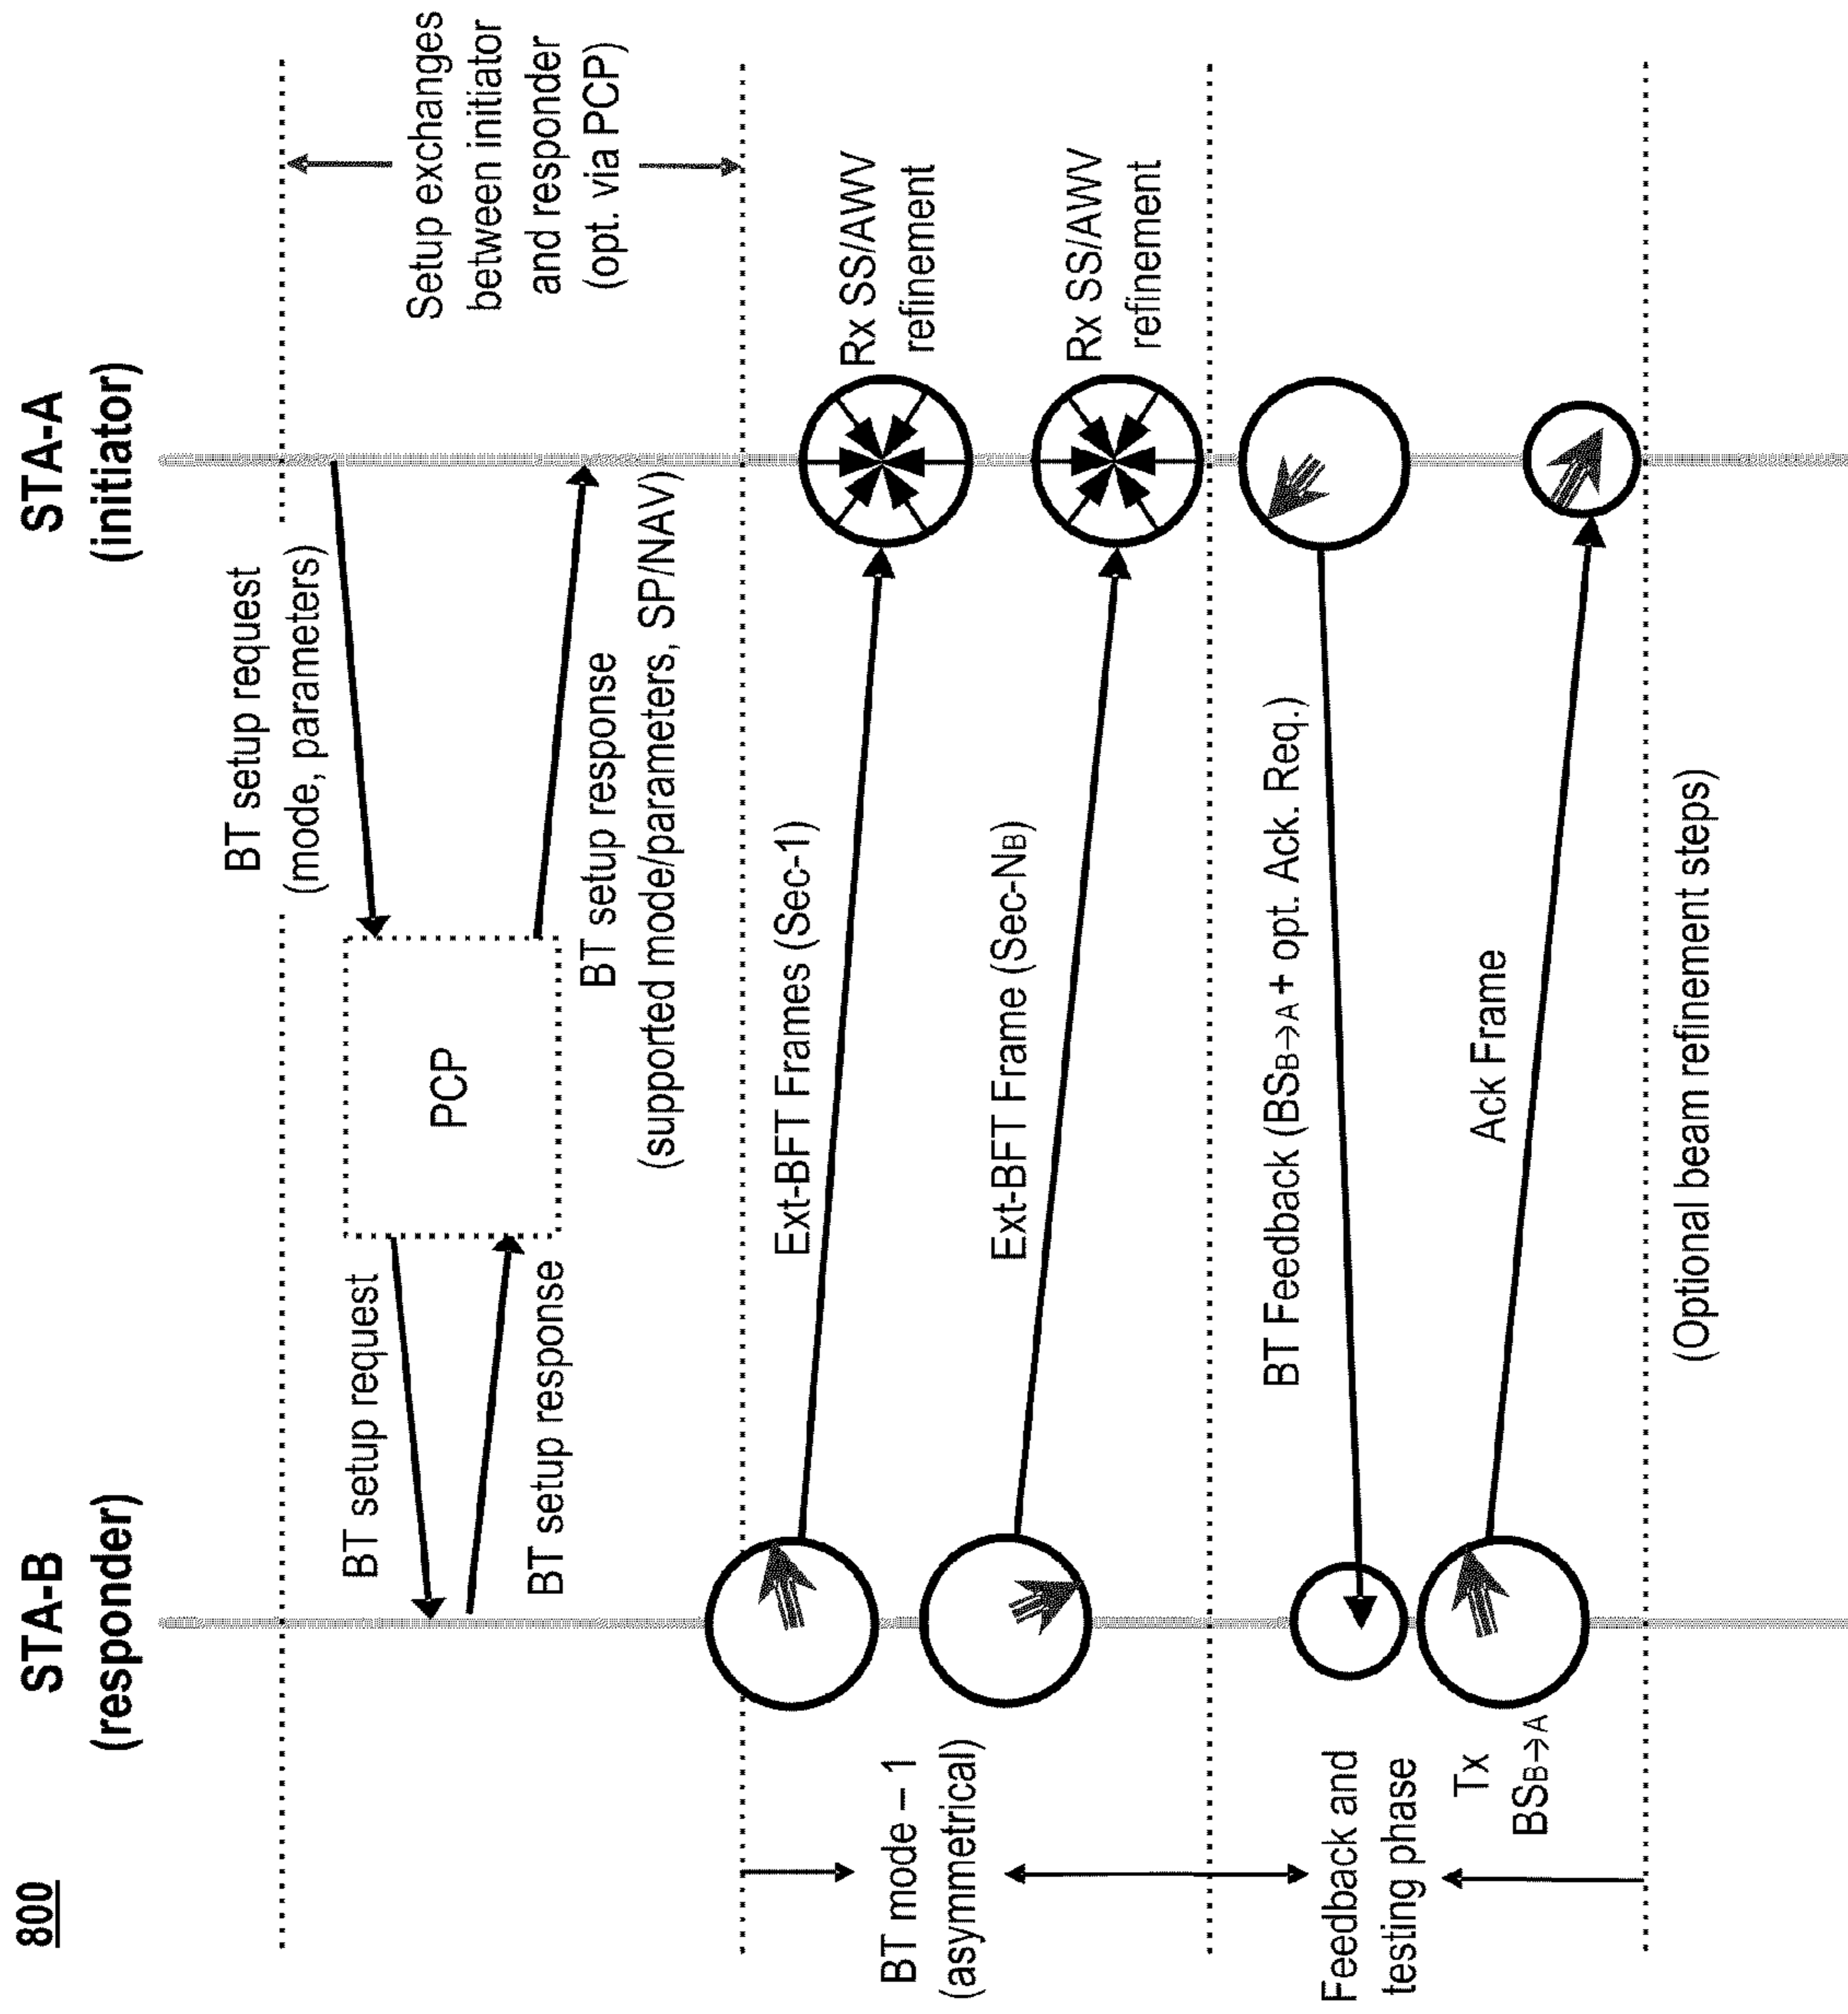 800
STA-B
(responder)
STA-A
(initiator)
BT setup request
(mode, parameters)
BT setup request
PCP
BT setup response
BT setup response
(supported mode/parameters, SP/NAV)
Setup exchanges
between initiator
and responder
(opt. via PCP)
BT mode – 1
(asymmetrical)
Ext-BFT Frames (Sec-1)
Rx SS/AWV
refinement
Ext-BFT Frame (Sec-NB)
Rx SS/AWV
refinement
Feedback and
testing phase
BT Feedback (BSB→A + opt. Ack. Req.)
Tx
BSB→A
Ack Frame
(Optional beam refinement steps)